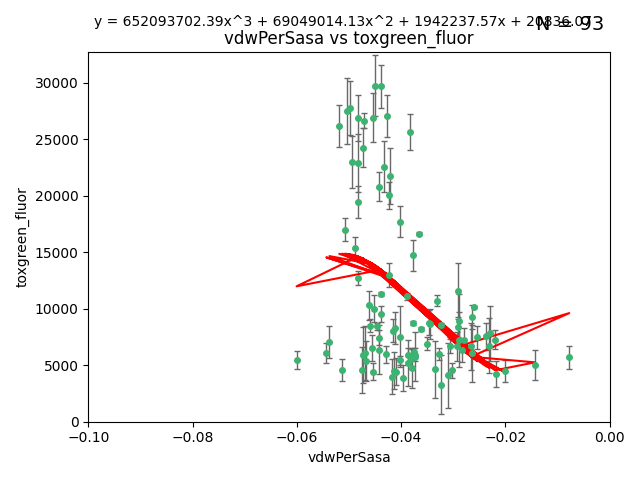 y = 652093702.39x^3 + 69049014.13x^2 + 1942237.57x + 20836.07
N = 93
vdwPerSasa vs toxgreen_fluor
30000
25000
20000
15000
10000
5000
0
toxgreen_fluor
−0.10 −0.08 −0.06 −0.04 −0.02 0.00
vdwPerSasa